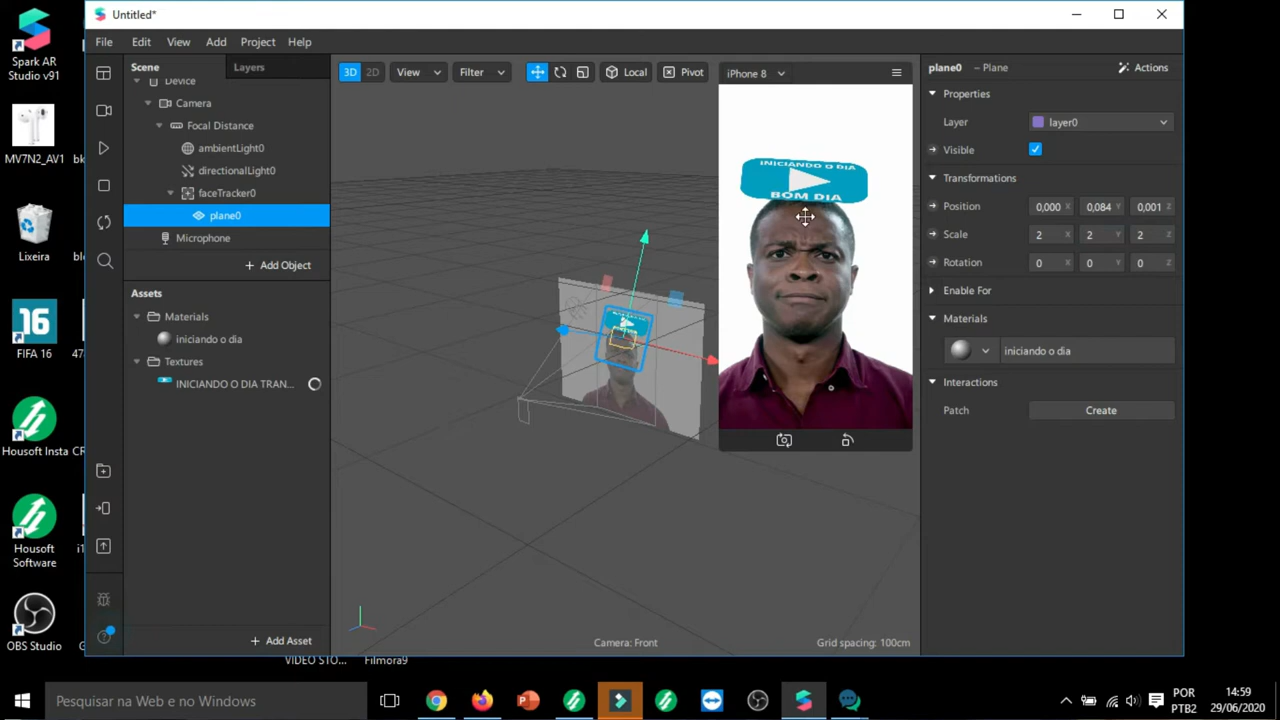 Untitled*
File Edit View Add Project Help
Spark AR
Studio v91
MV7N2_AV1
Lixeira
FIFA 16
Housoft Insta
Housoft
Software
OBS Studio
bl
bl
47
CR
i1
VIDEO STO...
Filmora9
Scene
Layers
Device
Camera
Focal Distance
ambientLight0
directionalLight0
faceTracker0
plane0
Microphone
+ Add Object
Assets
Materials
iniciando o dia
Textures
INICIANDO O DIA TRAN...
+ Add Asset
3D 2D View Filter Local Pivot
Camera: Front
Grid spacing: 100cm
iPhone 8
INICIANDO O DIA
BOM DIA
plane0 – Plane
Actions
Properties
Layer layer0
Visible
Transformations
Position 0,000 X 0,084 Y 0,001 Z
Scale 2 X 2 Y 2 Z
Rotation 0 X 0 Y 0 Z
Enable For
Materials
iniciando o dia
Interactions
Patch Create
Pesquisar na Web e no Windows
POR
PTB2
14:59
29/06/2020